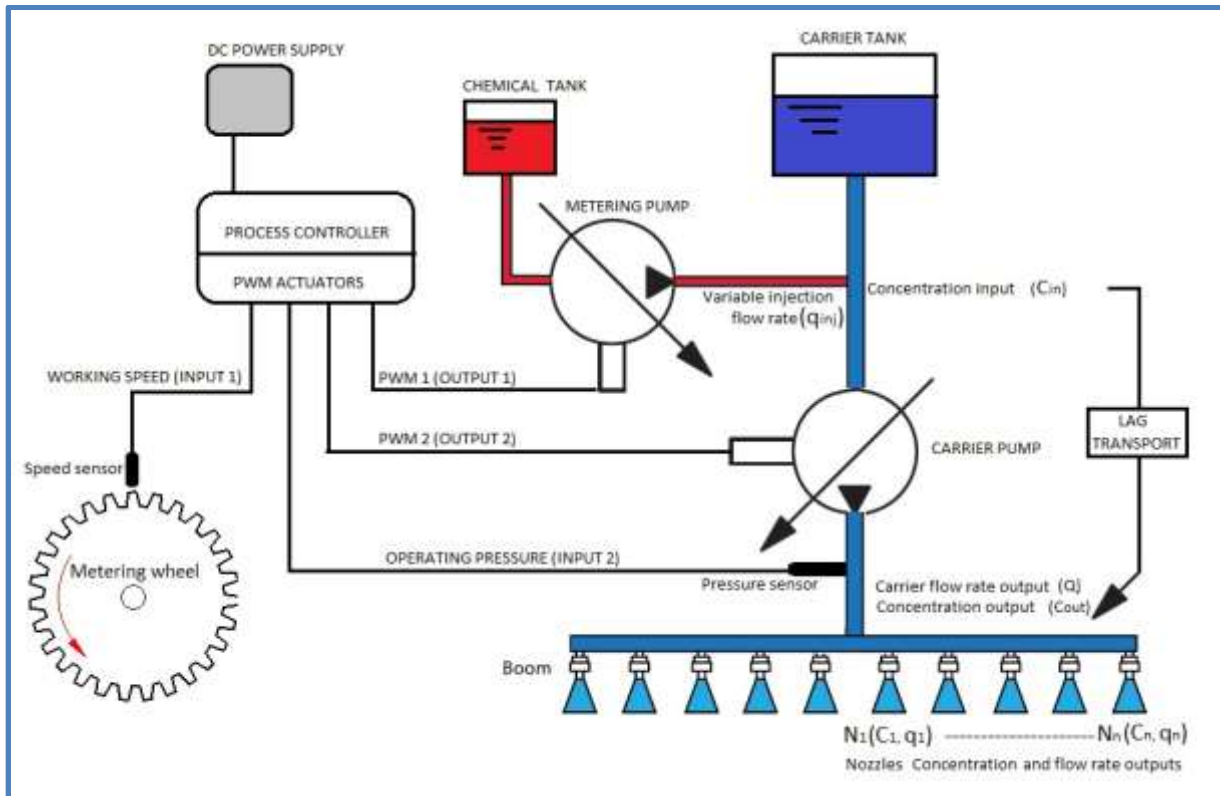 DC POWER SUPPLY
CARRIER TANK
CHEMICAL TANK
METERING PUMP
PROCESS CONTROLLER
PWM ACTUATORS
Variable injection
flow rate (qinj)
Concentration input (Cin)
WORKING SPEED (INPUT 1)
PWM 1 (OUTPUT 1)
LAG
TRANSPORT
PWM 2 (OUTPUT 2)
CARRIER PUMP
Speed sensor
OPERATING PRESSURE (INPUT 2)
Metering wheel
Pressure sensor
Carrier flow rate output (Q)
Concentration output (Cout)
Boom
N1(C1, q1) -------------------- Nn(Cn, qn)
Nozzles Concentration and flow rate outputs